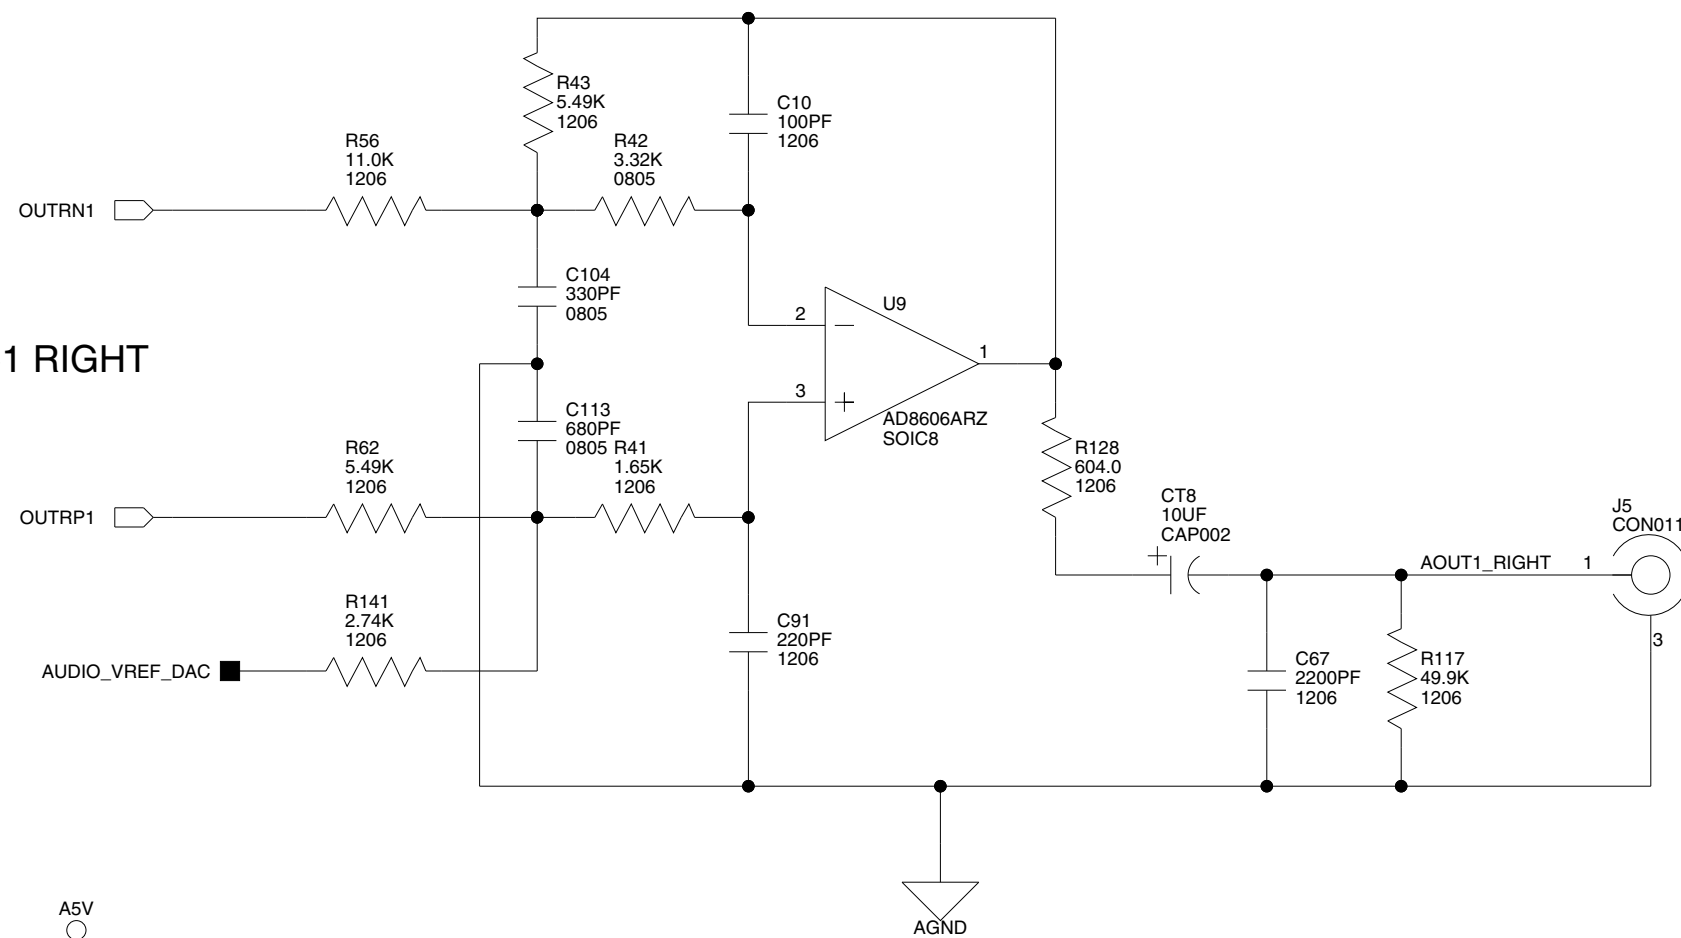 R43
5.49K
1206
C10
100PF
1206
R56
11.0K
1206
R42
3.32K
0805
OUTRN1
C104
330PF
0805
U9
2
1 RIGHT
1
3
C113
680PF
0805
AD8606ARZ
SOIC8
R62
5.49K
1206
R41
1.65K
1206
R128
604.0
1206
OUTRP1
CT8
10UF
CAP002
J5
CON011
AOUT1_RIGHT
1
R141
2.74K
1206
C91
220PF
1206
3
AUDIO_VREF_DAC
C67
2200PF
1206
R117
49.9K
1206
A5V
AGND